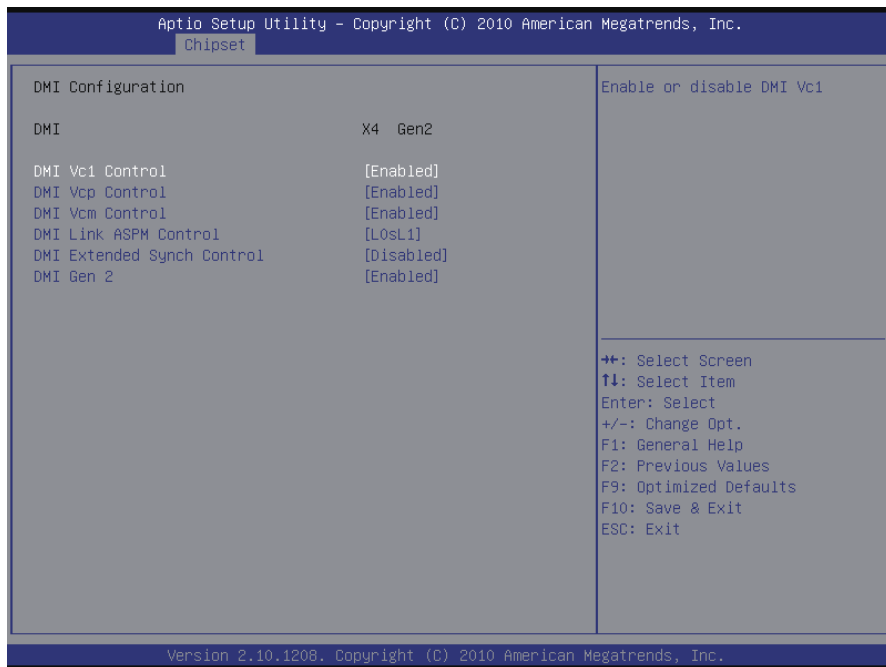 Aptio Setup Utility – Copyright (C) 2010 American Megatrends, Inc.
Chipset
DMI Configuration
DMI X4 Gen2
DMI Vc1 Control [Enabled]
DMI Vcp Control [Enabled]
DMI Vcm Control [Enabled]
DMI Link ASPM Control [L0sL1]
DMI Extended Synch Control [Disabled]
DMI Gen 2 [Enabled]
Enable or disable DMI Vc1
→←: Select Screen
↑↓: Select Item
Enter: Select
+/-: Change Opt.
F1: General Help
F2: Previous Values
F9: Optimized Defaults
F10: Save & Exit
ESC: Exit
Version 2.10.1208. Copyright (C) 2010 American Megatrends, Inc.